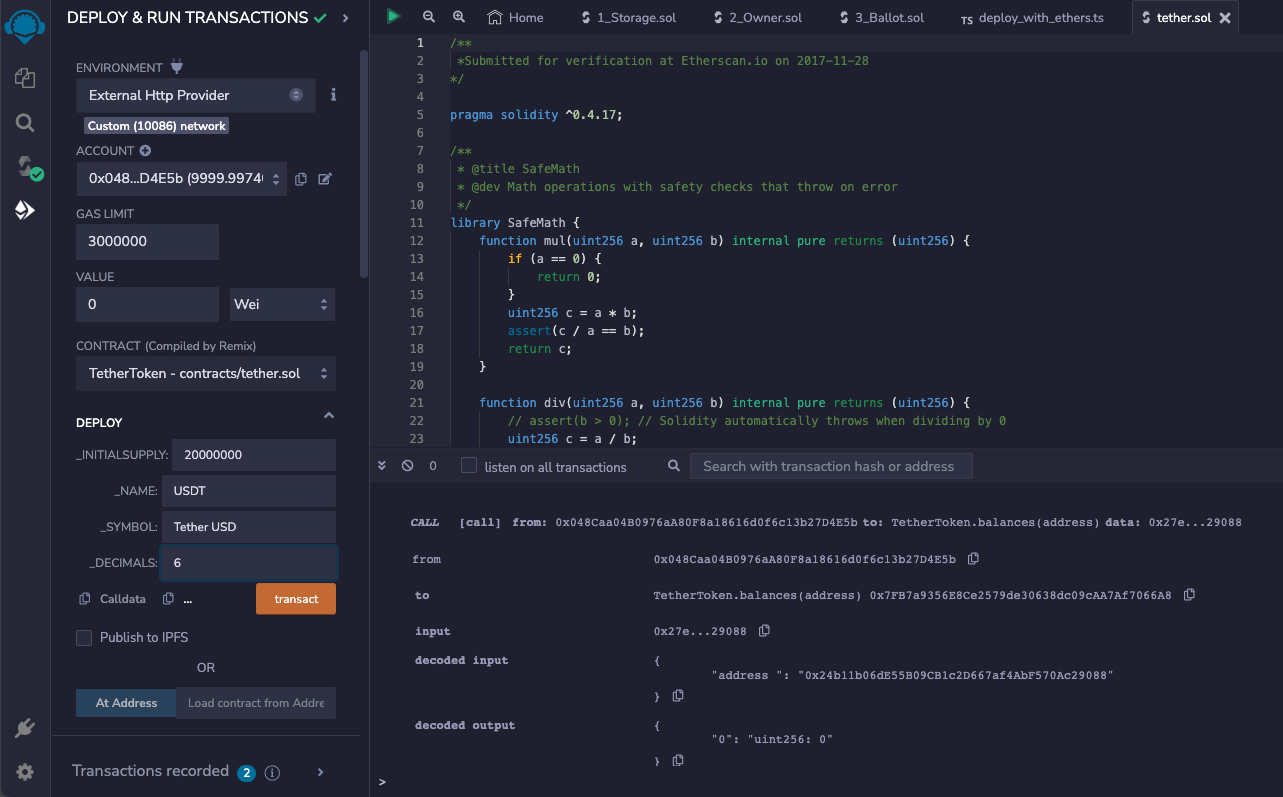 DEPLOY & RUN TRANSACTIONS
ENVIRONMENT
External Http Provider
Custom (10086) network
ACCOUNT
0x048...D4E5b (9999.9974
GAS LIMIT
3000000
VALUE
0
Wei
CONTRACT (Compiled by Remix)
TetherToken - contracts/tether.sol
DEPLOY
_INITIALSUPPLY: 20000000
_NAME: USDT
_SYMBOL: Tether USD
_DECIMALS: 6
Calldata ... transact
Publish to IPFS
OR
At Address Load contract from Addre
Transactions recorded 2 i >
Home 1_Storage.sol 2_Owner.sol 3_Ballot.sol TS deploy_with_ethers.ts tether.sol
1 /**
2 *Submitted for verification at Etherscan.io on 2017-11-28
3 */
4
5 pragma solidity ^0.4.17;
6
7 /**
8 * @title SafeMath
9 * @dev Math operations with safety checks that throw on error
10 */
11 library SafeMath {
12 function mul(uint256 a, uint256 b) internal pure returns (uint256) {
13 if (a == 0) {
14 return 0;
15 }
16 uint256 c = a * b;
17 assert(c / a == b);
18 return c;
19 }
20
21 function div(uint256 a, uint256 b) internal pure returns (uint256) {
22 // assert(b > 0); // Solidity automatically throws when dividing by 0
23 uint256 c = a / b;
0 listen on all transactions Search with transaction hash or address
CALL [call] from: 0x048Caa04B0976aA80F8a18616d0f6c13b27D4E5b to: TetherToken.balances(address) data: 0x27e...29088
from 0x048Caa04B0976aA80F8a18616d0f6c13b27D4E5b
to TetherToken.balances(address) 0x7FB7a9356E8Ce2579de30638dc09cAA7Af7066A8
input 0x27e...29088
decoded input {
"address ": "0x24b11b06dE55B09CB1c2D667af4AbF570Ac29088"
}
decoded output {
"0": "uint256: 0"
}
>